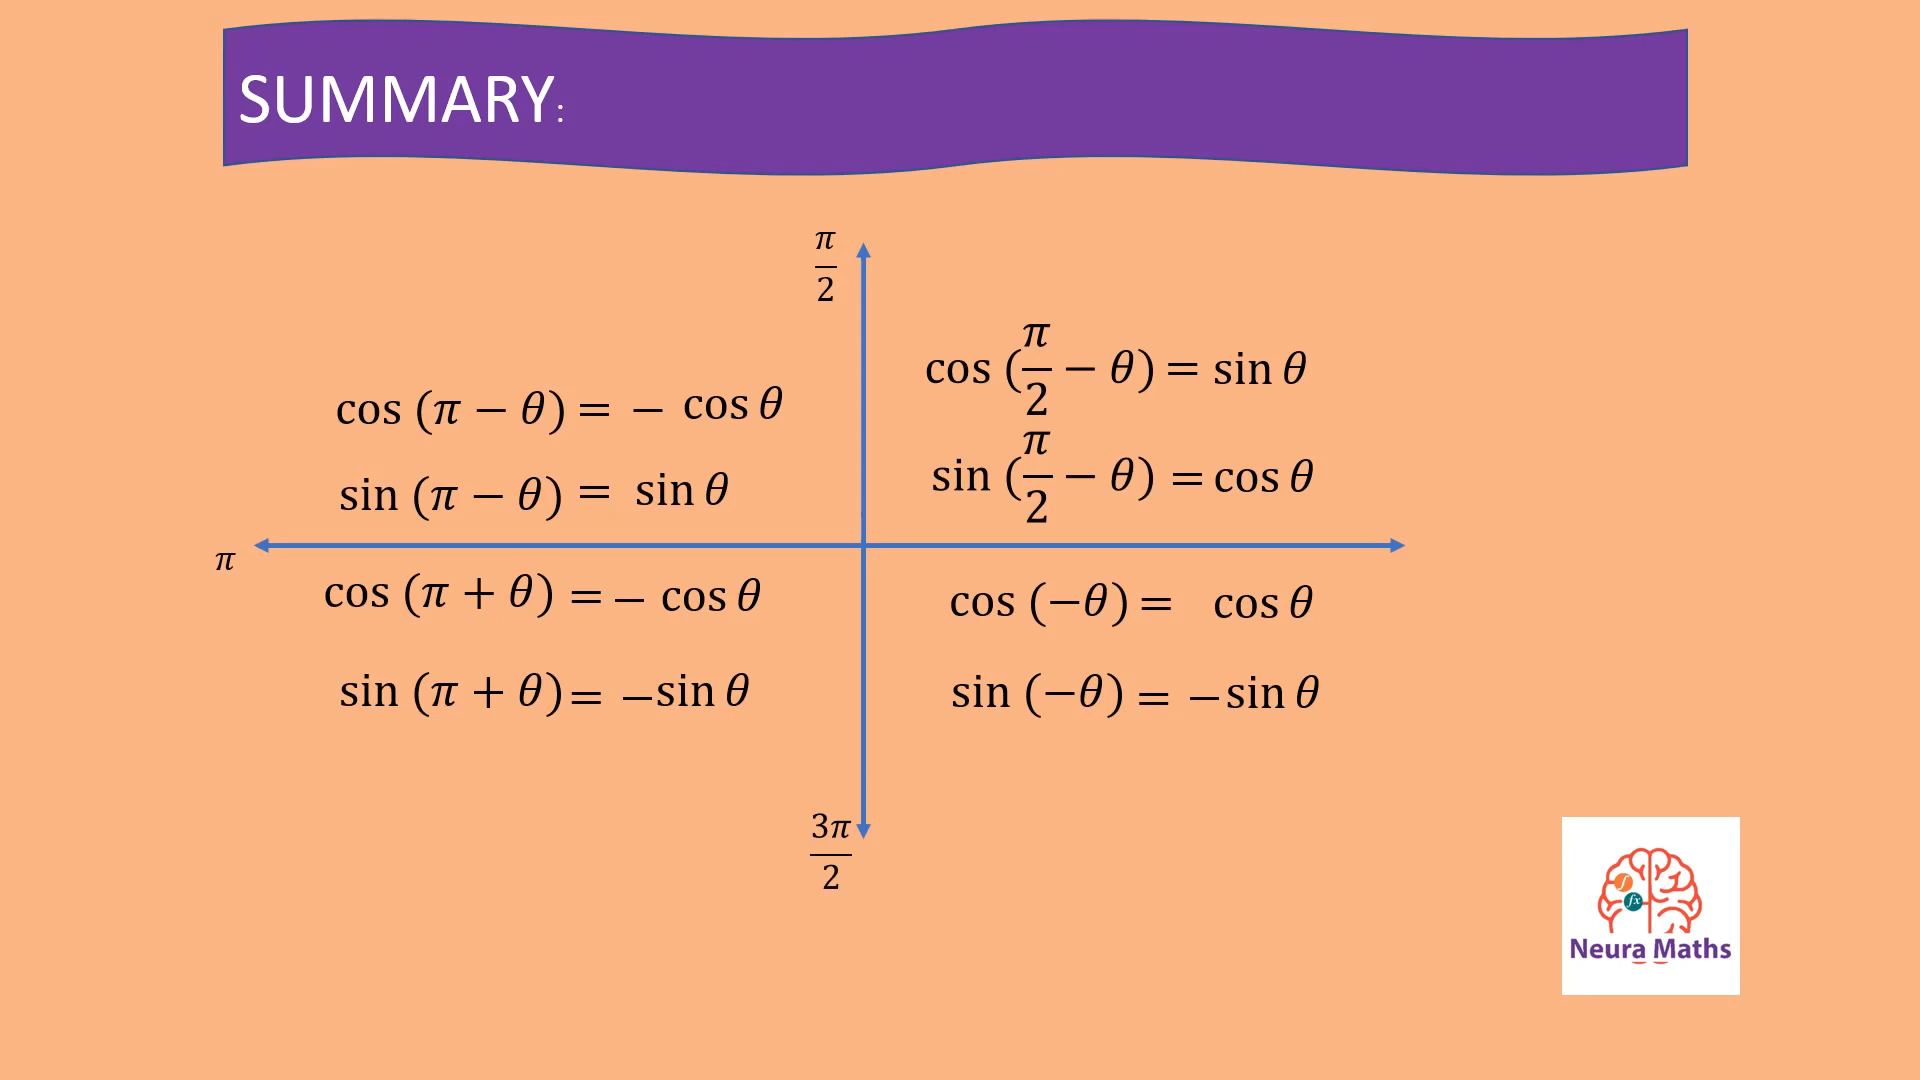 SUMMARY:
π/2
cos (π/2 − θ) = sin θ
cos (π − θ) = − cos θ
sin (π/2 − θ) = cos θ
sin (π − θ) = sin θ
π
cos (π + θ) = − cos θ
cos (−θ) = cos θ
sin (π + θ) = −sin θ
sin (−θ) = −sin θ
3π/2
f
fx
Neura Maths